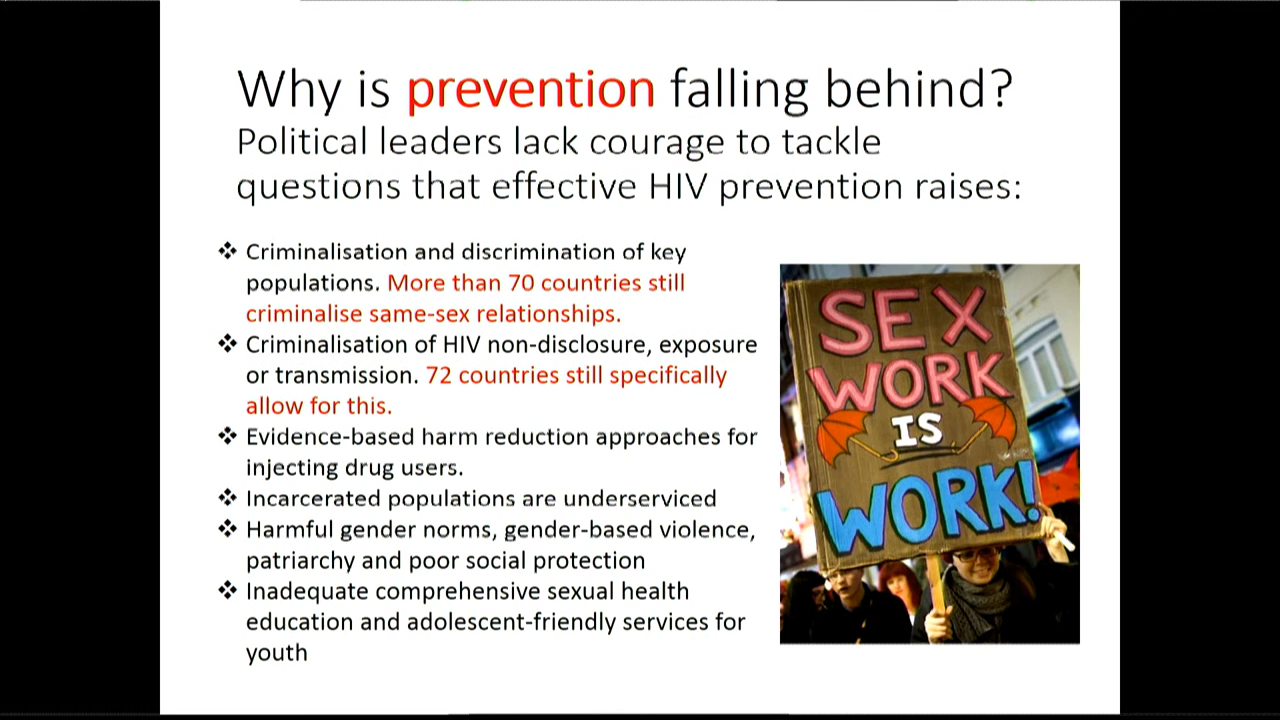 Why is prevention falling behind?
Political leaders lack courage to tackle
questions that effective HIV prevention raises:
❖ Criminalisation and discrimination of key
populations. More than 70 countries still
criminalise same-sex relationships.
❖ Criminalisation of HIV non-disclosure, exposure
or transmission. 72 countries still specifically
allow for this.
❖ Evidence-based harm reduction approaches for
injecting drug users.
❖ Incarcerated populations are underserviced
❖ Harmful gender norms, gender-based violence,
patriarchy and poor social protection
❖ Inadequate comprehensive sexual health
education and adolescent-friendly services for
youth
SEX
WORK
IS
WORK!